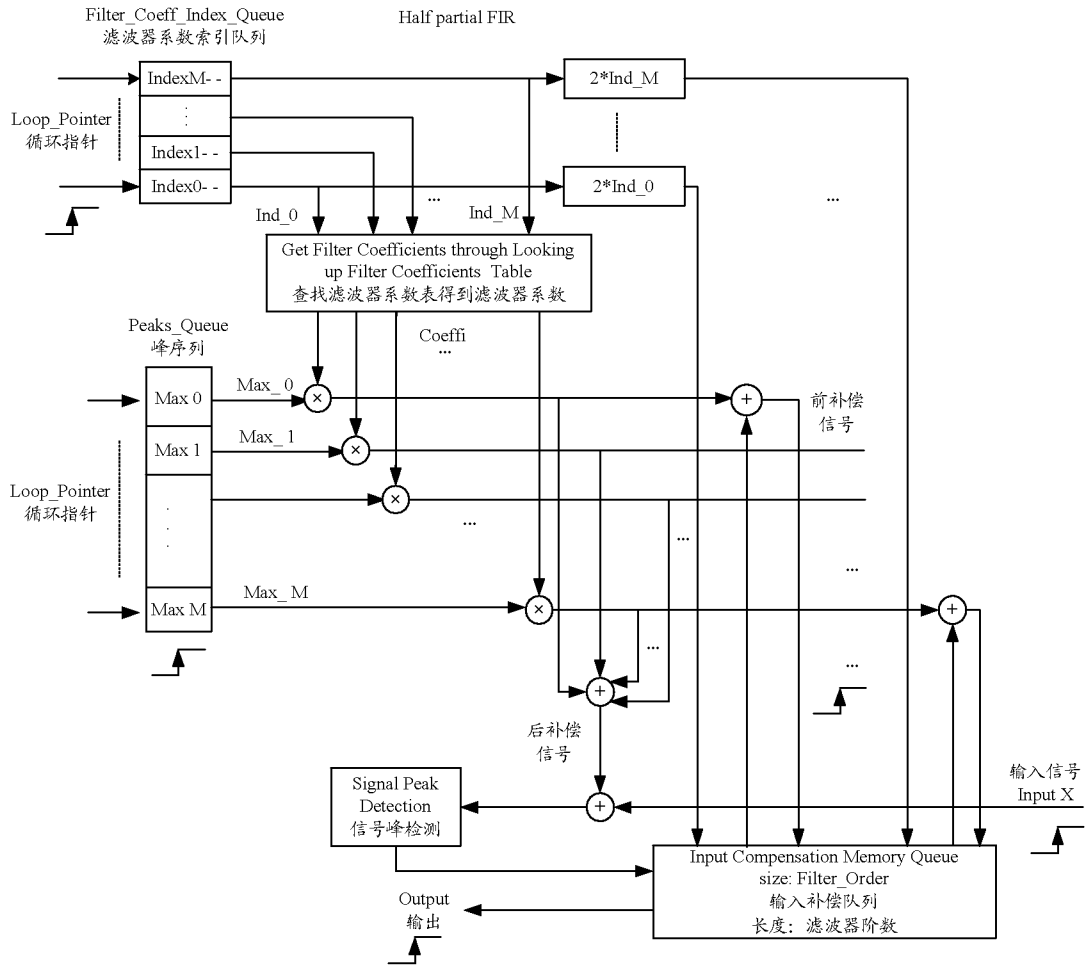 Filter_Coeff_Index_Queue
滤波器系数索引队列
Half partial FIR
IndexM- -
2*Ind_M
Loop_Pointer
循环指针
⋮
Index1- -
Index0- -
2*Ind_0
...
...
Ind_0
Ind_M
Get Filter Coefficients through Looking
up Filter Coefficients Table
查找滤波器系数表得到滤波器系数
Peaks_Queue
峰序列
Coeffi
...
Max 0
Max_ 0
×
+
前补偿
信号
Max 1
Max_ 1
×
Loop_Pointer
循环指针
⋮
×
...
...
...
Max M
Max_ M
×
+
...
...
+
后补偿
信号
Signal Peak
Detection
信号峰检测
+
输入信号
Input X
Input Compensation Memory Queue
size: Filter_Order
输入补偿队列
长度：滤波器阶数
Output
输出